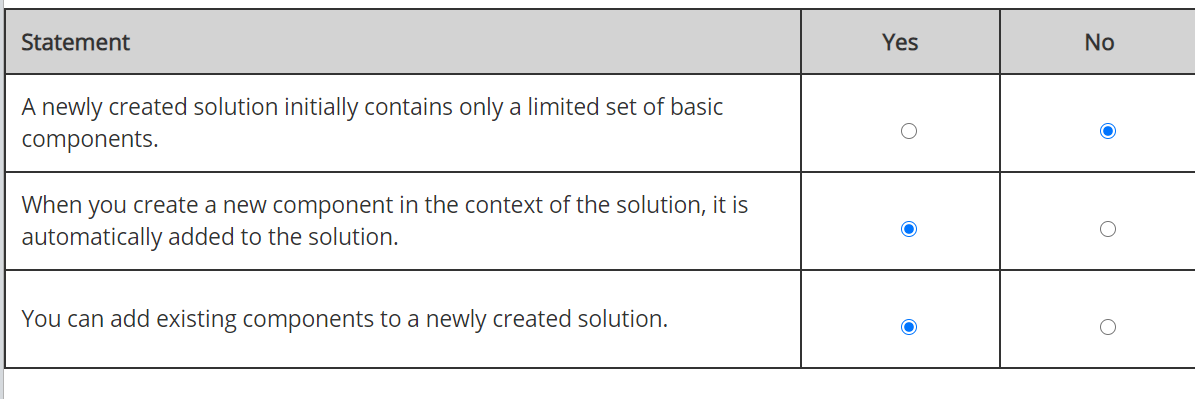 Statement Yes No
A newly created solution initially contains only a limited set of basic
components.
When you create a new component in the context of the solution, it is
automatically added to the solution.
You can add existing components to a newly created solution.